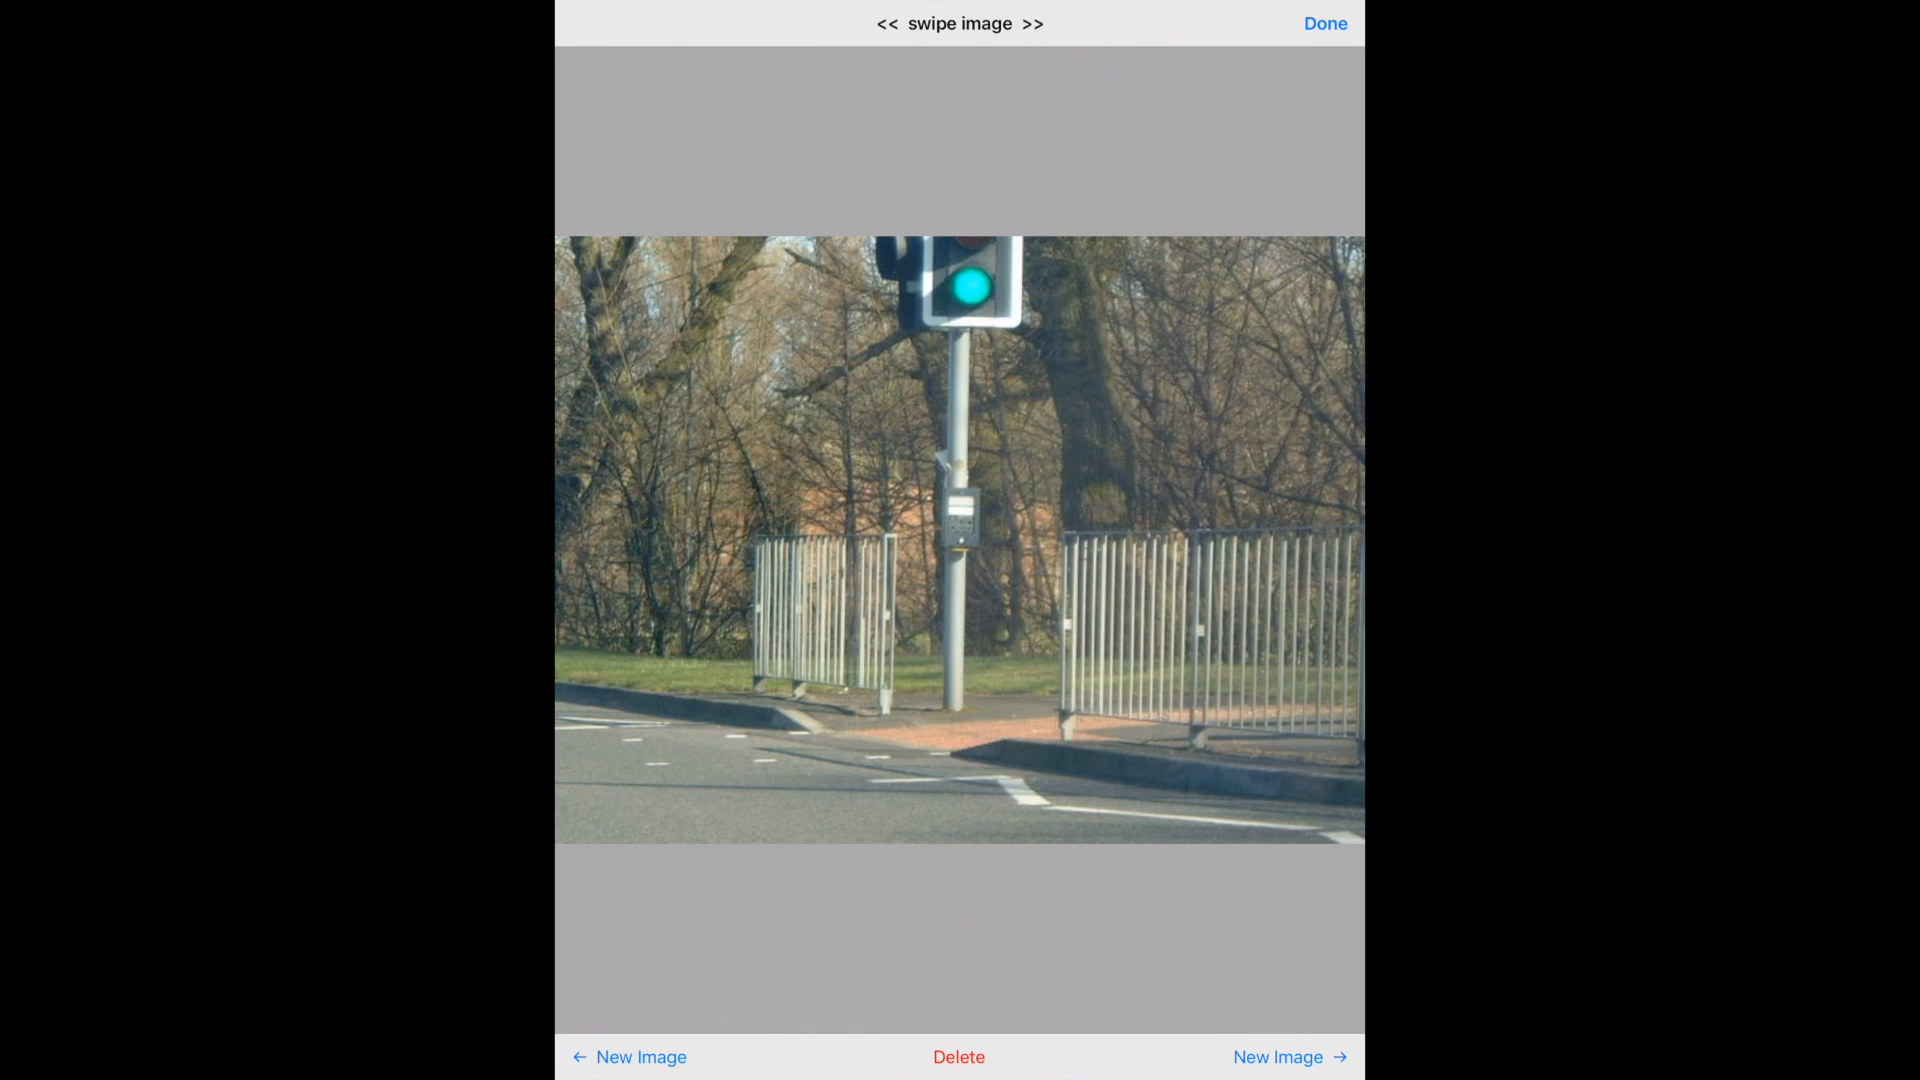 << swipe image >>
Done
← New Image
Delete
New Image →